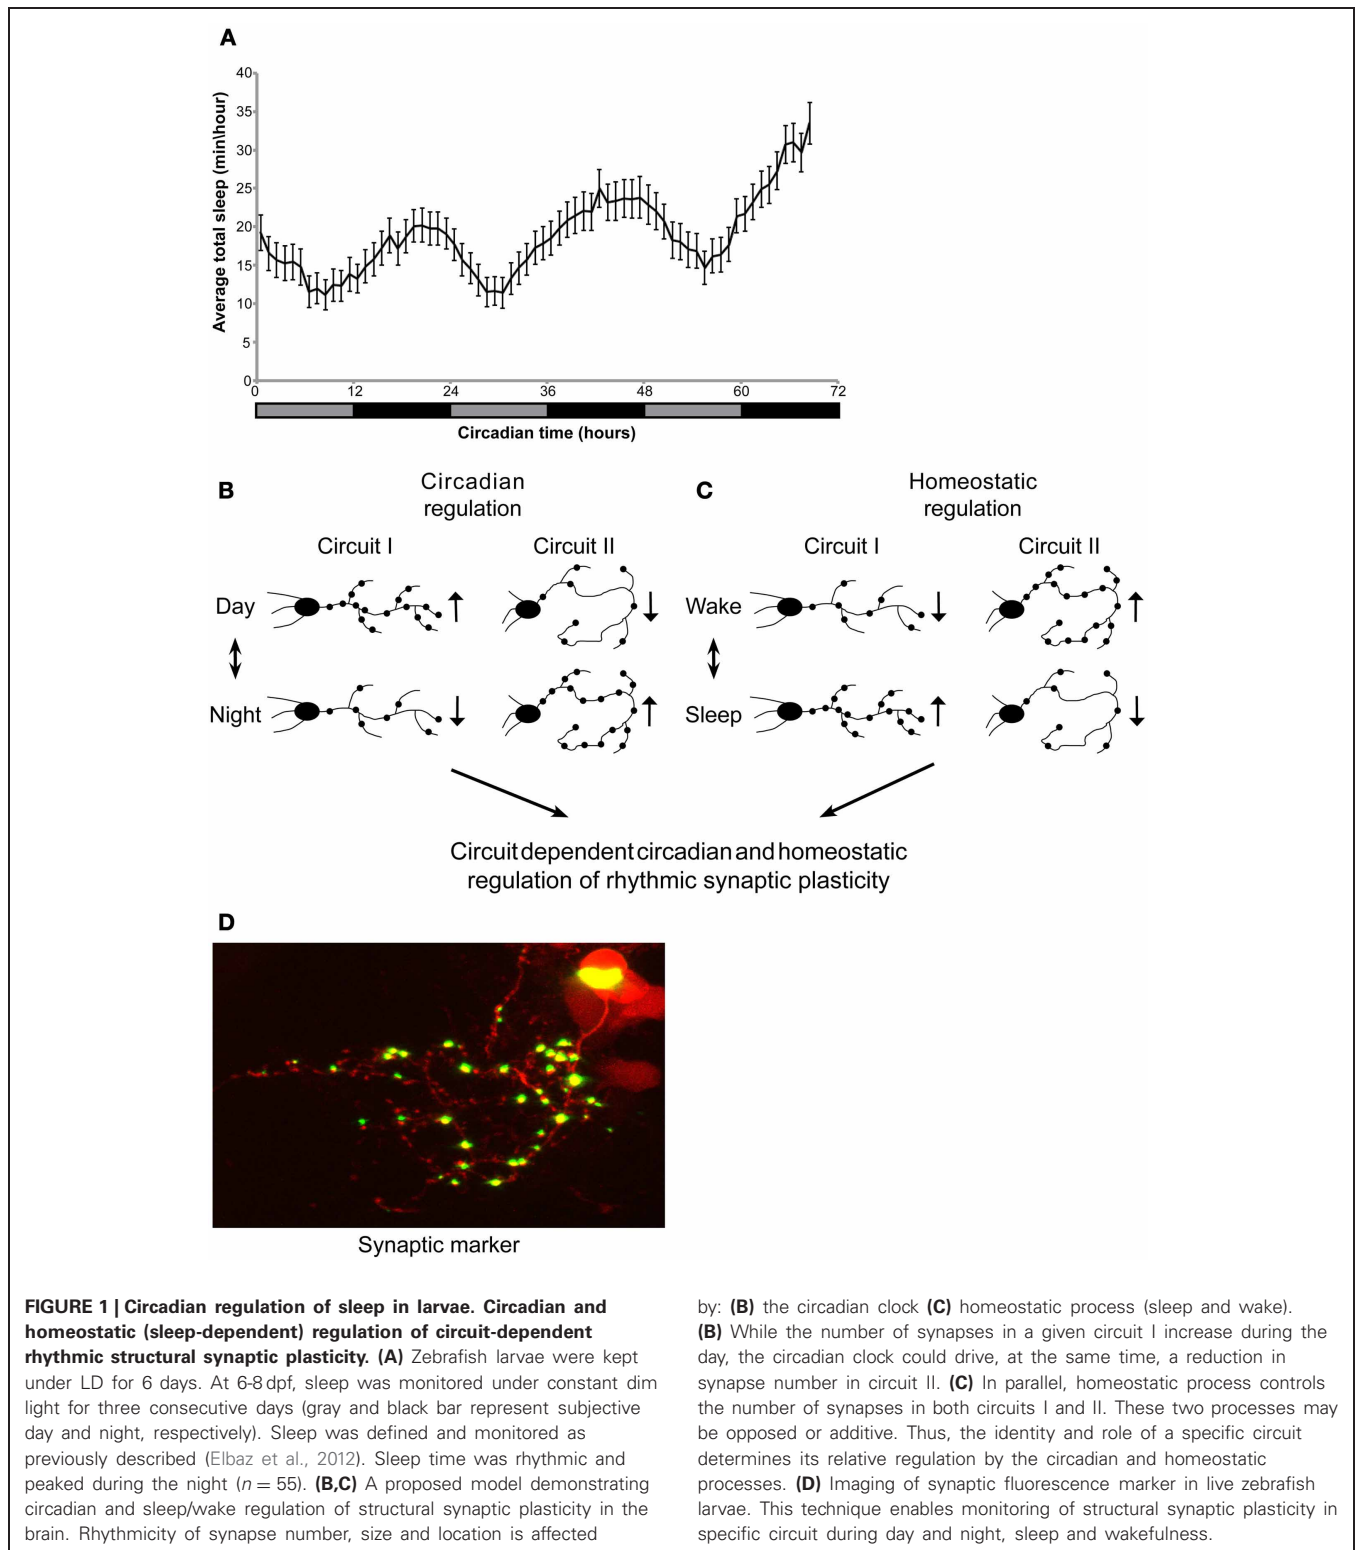 A
Average total sleep (min\hour)
40
35
30
25
20
15
10
5
0
0 12 24 36 48 60 72
Circadian time (hours)
B
Circadian
regulation
Circuit I Circuit II
Day
Night
C
Homeostatic
regulation
Circuit I Circuit II
Wake
Sleep
Circuit dependent circadian and homeostatic
regulation of rhythmic synaptic plasticity
D
Synaptic marker
FIGURE 1 | Circadian regulation of sleep in larvae. Circadian and
homeostatic (sleep-dependent) regulation of circuit-dependent
rhythmic structural synaptic plasticity. (A) Zebrafish larvae were kept
under LD for 6 days. At 6-8 dpf, sleep was monitored under constant dim
light for three consecutive days (gray and black bar represent subjective
day and night, respectively). Sleep was defined and monitored as
previously described (Elbaz et al., 2012). Sleep time was rhythmic and
peaked during the night (n = 55). (B,C) A proposed model demonstrating
circadian and sleep/wake regulation of structural synaptic plasticity in the
brain. Rhythmicity of synapse number, size and location is affected
by: (B) the circadian clock (C) homeostatic process (sleep and wake).
(B) While the number of synapses in a given circuit I increase during the
day, the circadian clock could drive, at the same time, a reduction in
synapse number in circuit II. (C) In parallel, homeostatic process controls
the number of synapses in both circuits I and II. These two processes may
be opposed or additive. Thus, the identity and role of a specific circuit
determines its relative regulation by the circadian and homeostatic
processes. (D) Imaging of synaptic fluorescence marker in live zebrafish
larvae. This technique enables monitoring of structural synaptic plasticity in
specific circuit during day and night, sleep and wakefulness.